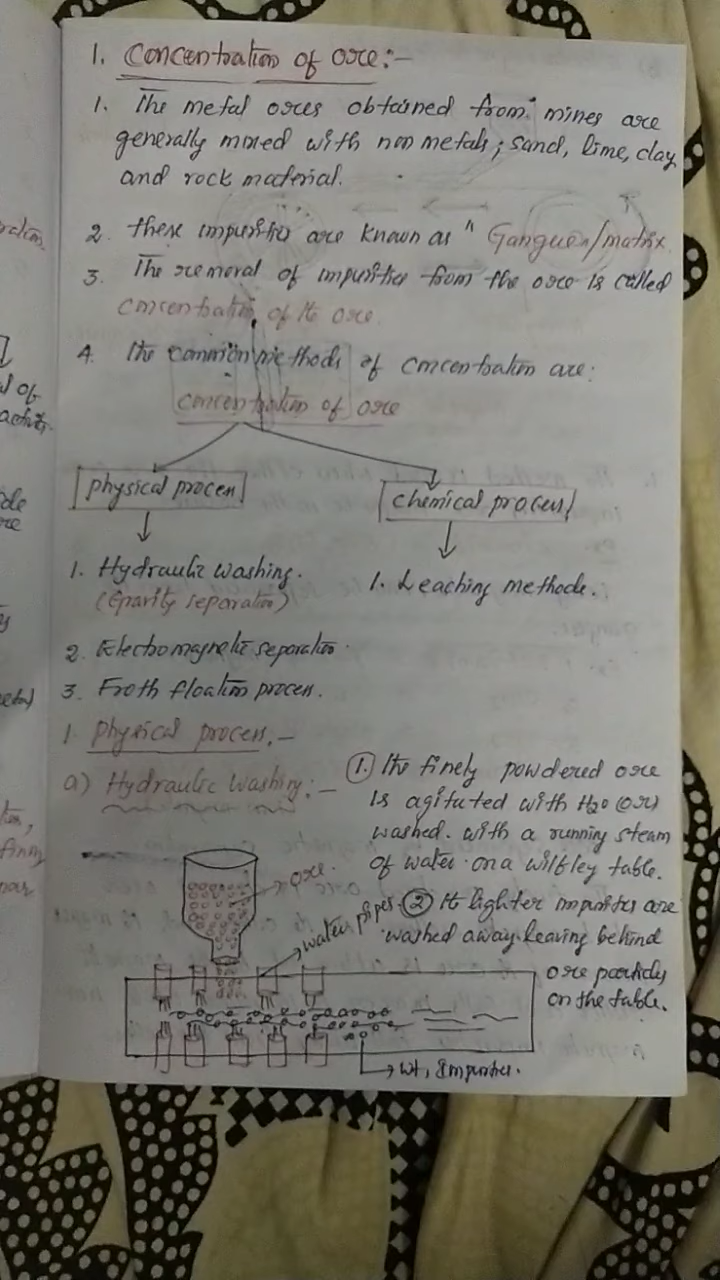 1. Concentration of ore:-
1. The metal ores obtained from mines are
generally mixed with non metals; sand, lime, clay
and rock material.
2. these impurities are known as " Gangue/matrix.
3. The removal of impurities from the ore is called
concentration of the ore.
4. the common methods of concentration are:
concentration of ore
physical process
chemical process
1. Hydraulic washing.
(Gravity separation)
1. Leaching methode.
2. Electromagnetic separation.
3. Froth floation process.
1. Physical process.-
a) Hydraulic washing:-
1. The finely powdered ore
is agituted with H2O (or)
washed. with a running steam
of water on a wilfley table.
2 the lighter impurities are
washed away. leaving behind
ore particles
on the table.
ore.
water pipes.
wt, Impurities.